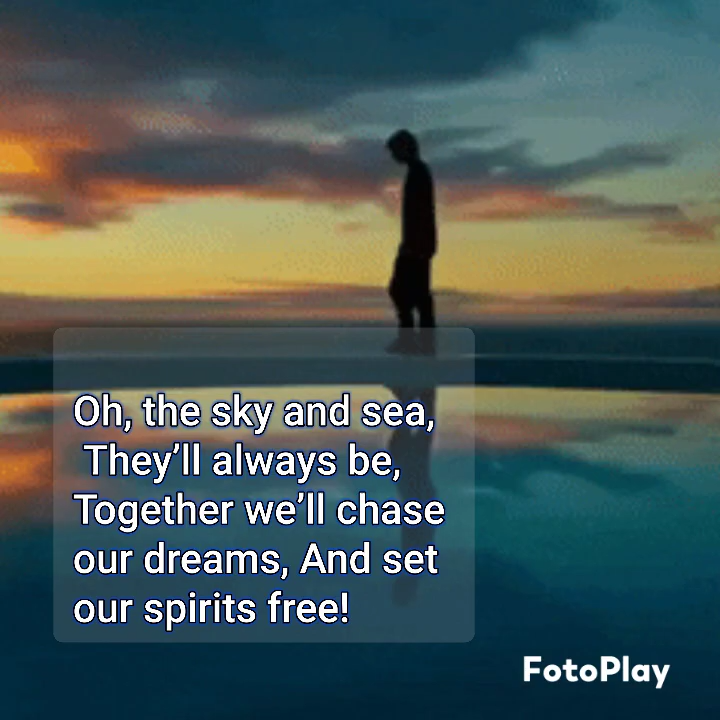 Oh, the sky and sea,
They’ll always be,
Together we’ll chase
our dreams, And set
our spirits free!
FotoPlay